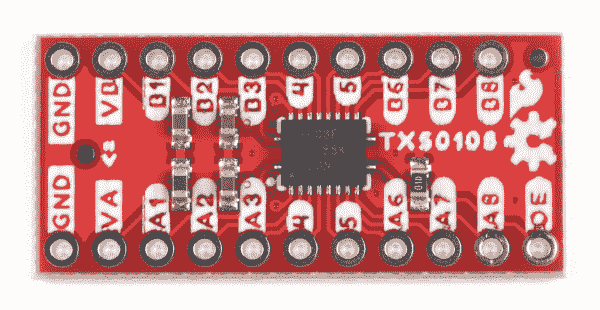 GND VB B1 B2 B3 4 5 B6 B7 B8
TXS0108
GND VA A1 A2 A3 4 5 A6 A7 A8 OE